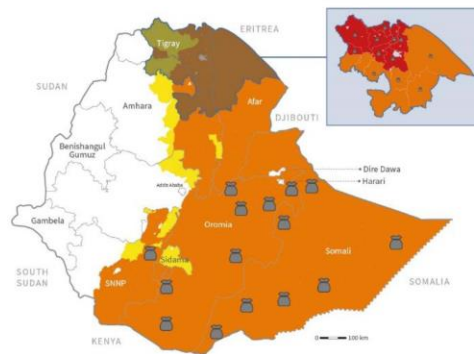 ERITREA
Tigray
SUDAN
Amhara
Afar
DJIBOUTI
Benishangul
Gumuz
Dire Dawa
Addis Ababa
Harari
Gambela
Oromia
Somali
SOUTH
SUDAN
Sidama
SNNP
SOMALIA
KENYA
0 100 km